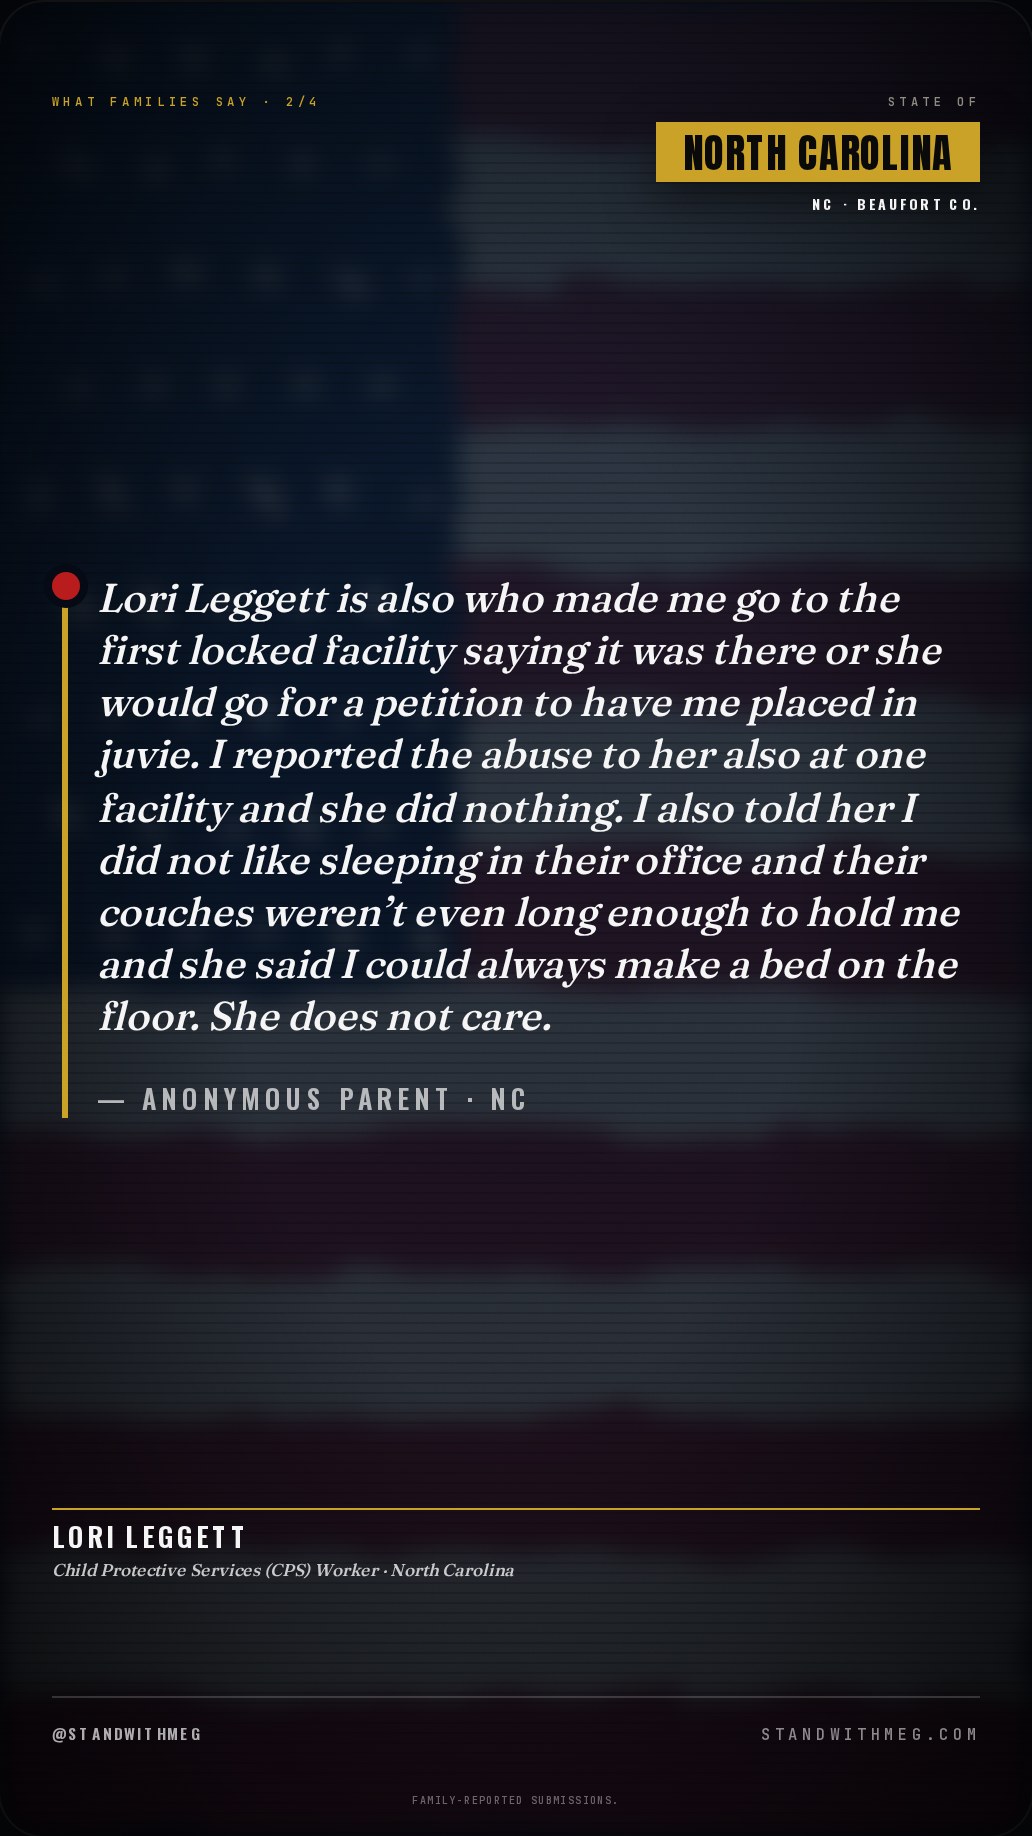 WHAT FAMILIES SAY · 2/4
STATE OF
NORTH CAROLINA
NC · BEAUFORT CO.
Lori Leggett is also who made me go to the
first locked facility saying it was there or she
would go for a petition to have me placed in
juvie. I reported the abuse to her also at one
facility and she did nothing. I also told her I
did not like sleeping in their office and their
couches weren’t even long enough to hold me
and she said I could always make a bed on the
floor. She does not care.
— ANONYMOUS PARENT · NC
LORI LEGGETT
Child Protective Services (CPS) Worker · North Carolina
@STANDWITHMEG
STANDWITHMEG.COM
FAMILY-REPORTED SUBMISSIONS.